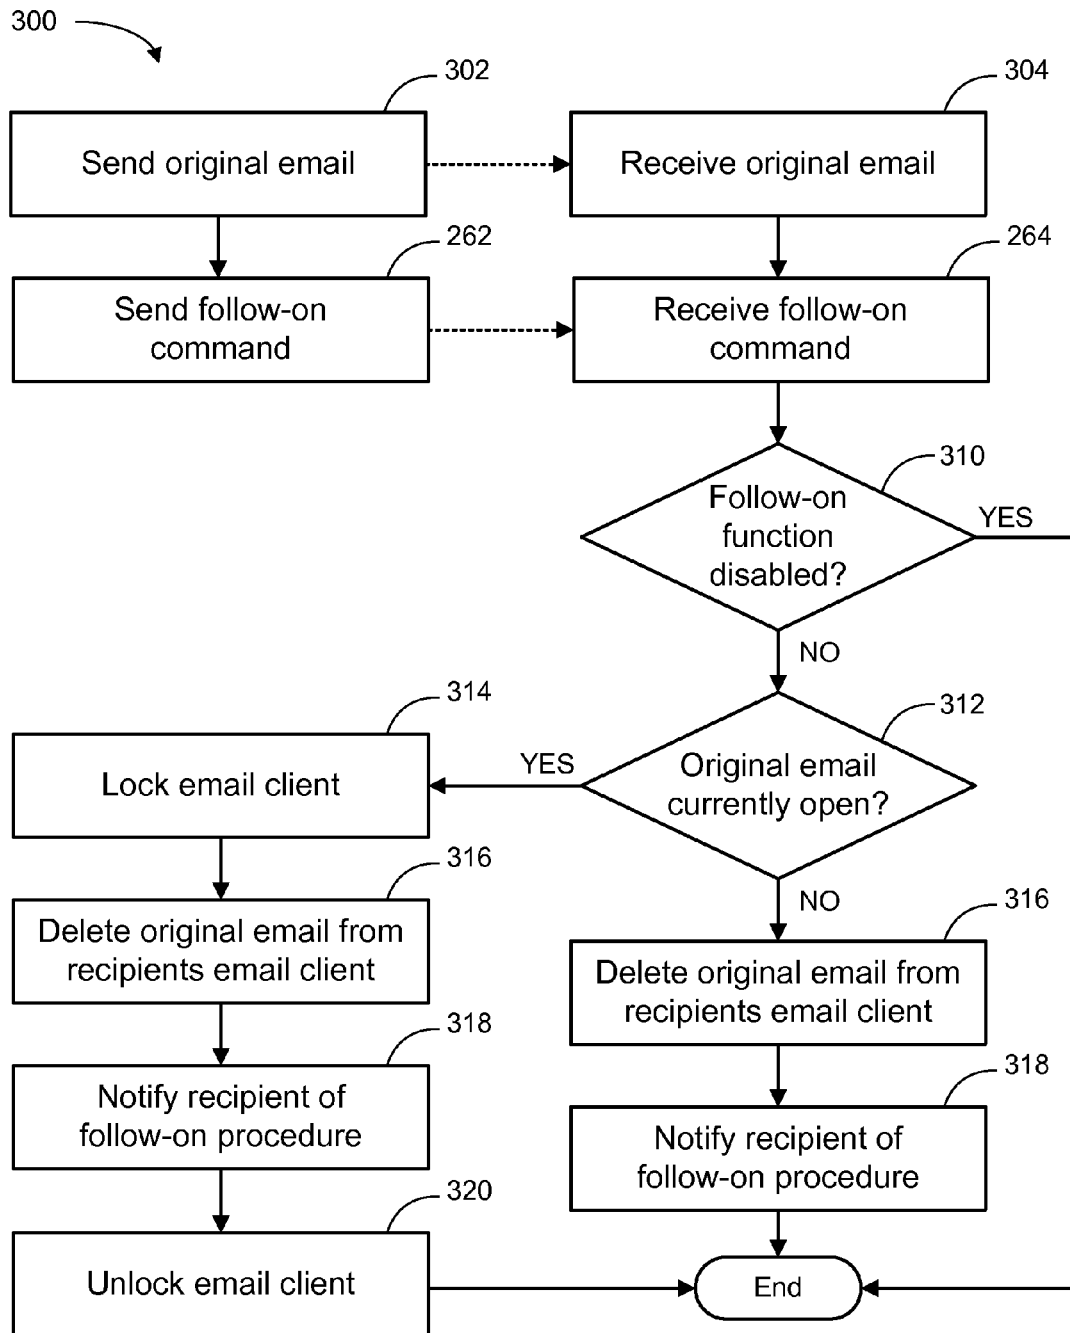 300
302
304
Send original email
Receive original email
262
264
Send follow-on
command
Receive follow-on
command
310
Follow-on
function
disabled?
YES
NO
314
312
Lock email client
YES
Original email
currently open?
NO
316
316
Delete original email from
recipients email client
Delete original email from
recipients email client
318
318
Notify recipient of
follow-on procedure
Notify recipient of
follow-on procedure
320
Unlock email client
End